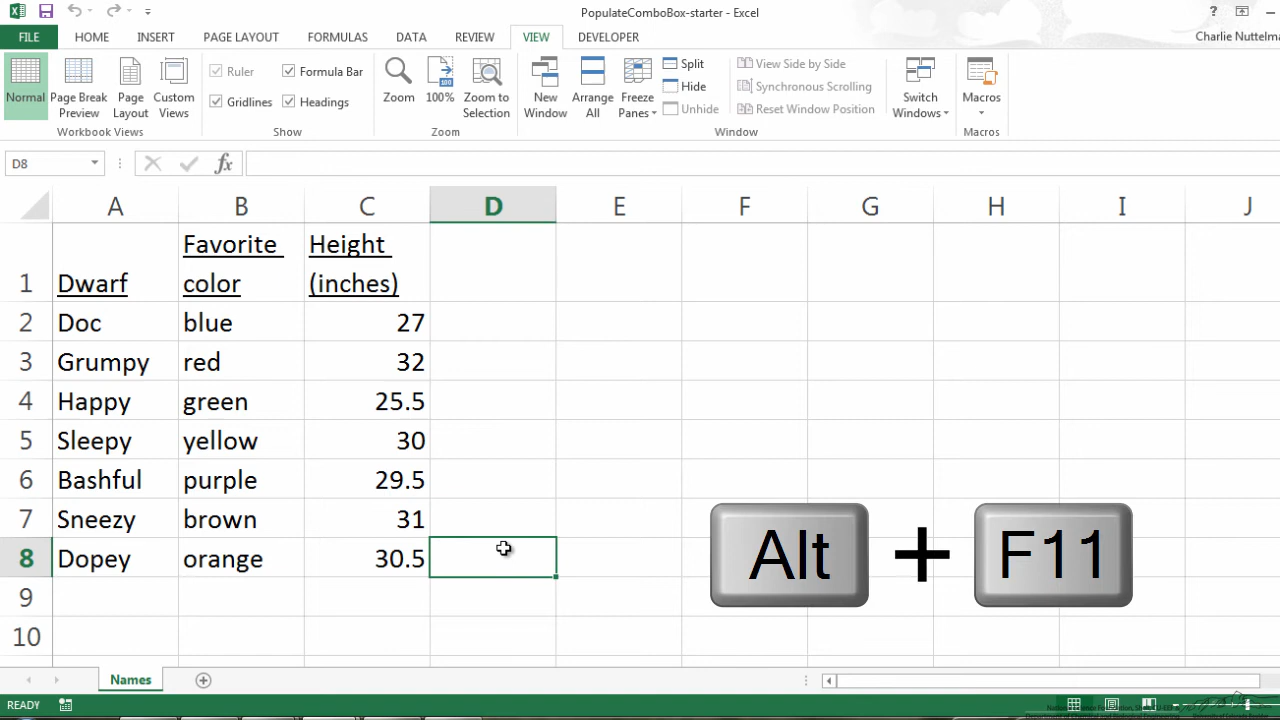 PopulateComboBox-starter - Excel
?
FILE HOME INSERT PAGE LAYOUT FORMULAS DATA REVIEW VIEW DEVELOPER
Charlie Nuttelma
Normal
Page Break Preview
Page Layout
Custom Views
Workbook Views
Ruler
Formula Bar
Gridlines
Headings
Show
Zoom
100
100%
Zoom to Selection
Zoom
New Window
Arrange All
Freeze Panes
Split
Hide
Unhide
View Side by Side
Synchronous Scrolling
Reset Window Position
Window
Switch Windows
Macros
Macros
D8
fx
A B C D E F G H I J
1 Dwarf Favorite color Height (inches)
2 Doc blue 27
3 Grumpy red 32
4 Happy green 25.5
5 Sleepy yellow 30
6 Bashful purple 29.5
7 Sneezy brown 31
8 Dopey orange 30.5
9
10
Alt + F11
Names
READY